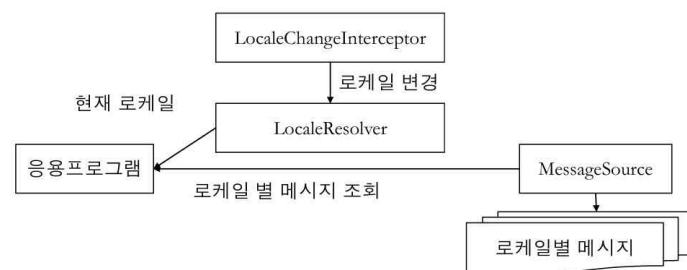 LocaleChangeInterceptor
로케일 변경
현재 로케일
LocaleResolver
응용프로그램
MessageSource
로케일 별 메시지 조회
로케일별 메시지